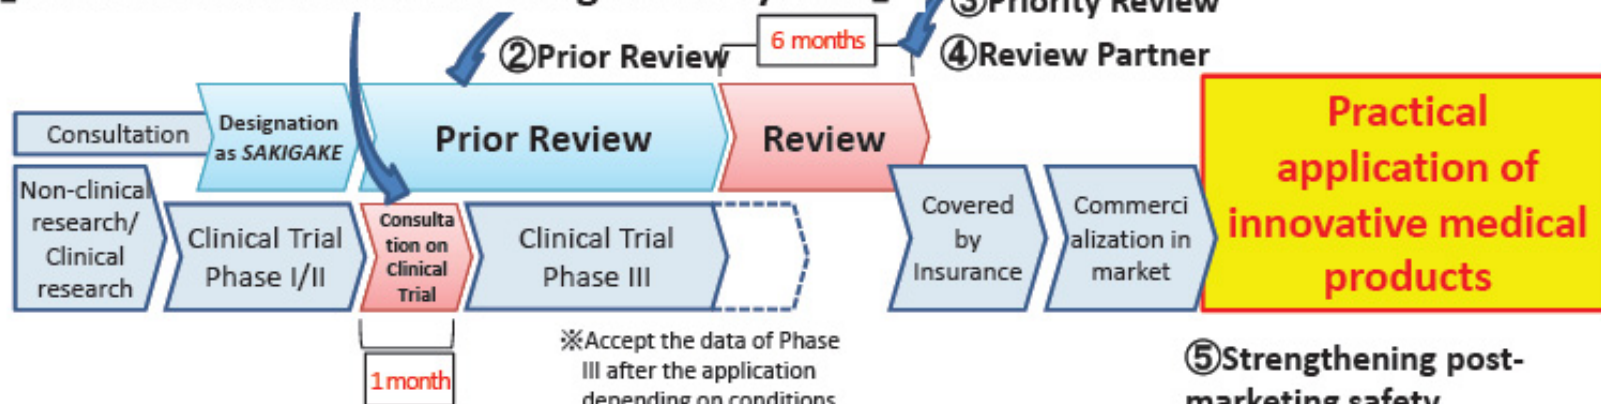 ③Priority Review
6 months
②Prior Review
④Review Partner
Consultation
Designation
as SAKIGAKE
Prior Review
Review
Practical
application of
innovative medical
products
Non-clinical
research/
Clinical
research
Clinical Trial
Phase I/II
Consulta
tion on
Clinical
Trial
Clinical Trial
Phase III
Covered
by
Insurance
Commerci
alization in
market
1 month
※Accept the data of Phase
III after the application
depending on conditions
⑤Strengthening post-
marketing safety